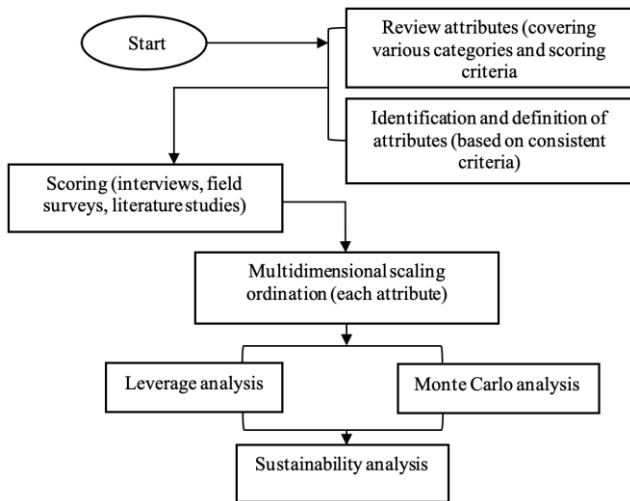 Start
Review attributes (covering
various categories and scoring
criteria
Identification and definition of
attributes (based on consistent
criteria)
Scoring (interviews, field
surveys, literature studies)
Multidimensional scaling
ordination (each attribute)
Leverage analysis
Monte Carlo analysis
Sustainability analysis